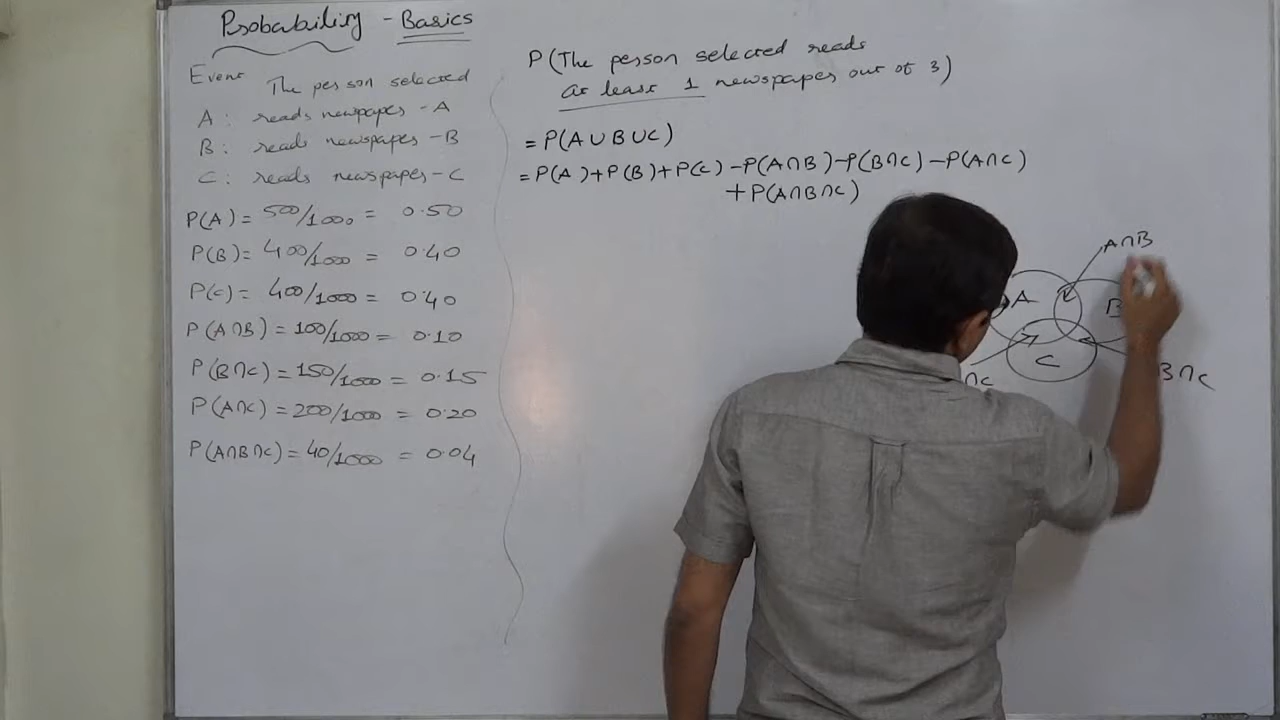 Probability - Basics
Event The person selected
A: reads newspaper - A
B: reads newspaper - B
C: reads newspaper - C
P(A) = 500/1000 = 0.50
P(B) = 400/1000 = 0.40
P(C) = 400/1000 = 0.40
P(A∩B) = 100/1000 = 0.10
P(B∩C) = 150/1000 = 0.15
P(A∩C) = 200/1000 = 0.20
P(A∩B∩C) = 40/1000 = 0.04
P(The person selected reads
at least 1 newspaper out of 3)
= P(A∪B∪C)
= P(A) + P(B) + P(C) - P(A∩B) - P(B∩C) - P(A∩C)
+ P(A∩B∩C)
A∩B
A
B
C
∩C
B∩C